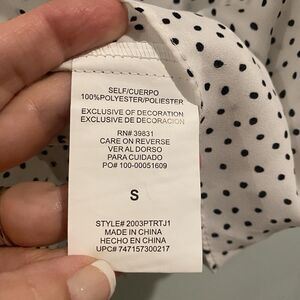 SELF/CUERPO
100%POLYESTER/POLIESTER
EXCLUSIVE OF DECORATION
EXCLUSIVE DE DECORACION
RN# 39831
CARE ON REVERSE
VER AL DORSO
PARA CUIDADO
PO# 100-00051609
S
STYLE# 2003PTRTJ1
MADE IN CHINA
HECHO EN CHINA
UPC# 747157300217